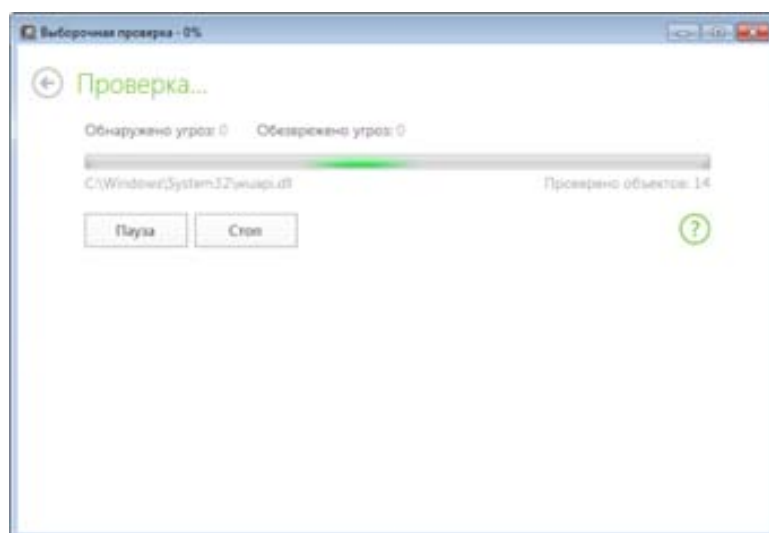 Выборочная проверка - 0%
Проверка...
Обнаружено угроз: 0 Обезврежено угроз: 0
C:\Windows\System32\wuapi.dll Проверено объектов: 14
Пауза Стоп ?